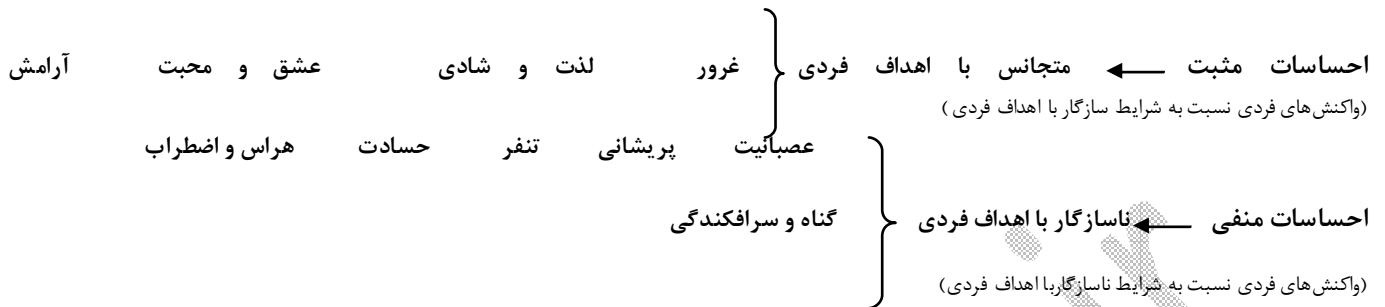 احساسات مثبت متجانس با اهداف فردی غرور لذت و شادی عشق و محبت آرامش
(واکنش‌های فردی نسبت به شرایط سازگار با اهداف فردی)
عصبانیت پریشانی تنفر حسادت هراس و اضطراب
احساسات منفی ناسازگار با اهداف فردی گناه و سرافکندگی
(واکنش‌های فردی نسبت به شرایط ناسازگاربا اهداف فردی)